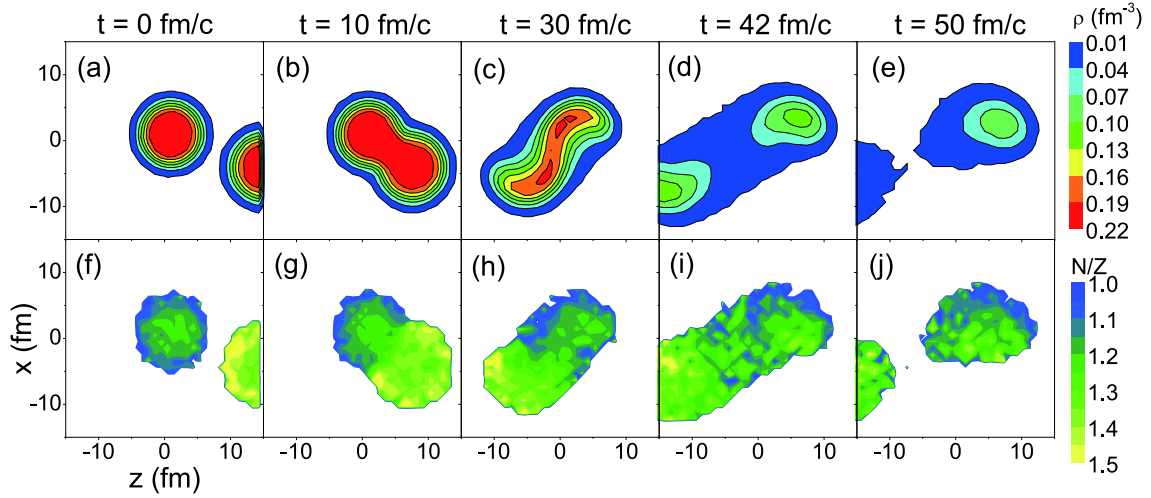 t = 0 fm/c t = 10 fm/c t = 30 fm/c t = 42 fm/c t = 50 fm/c ρ (fm⁻³)
(a) (b) (c) (d) (e)
10
0
-10
0.01
0.04
0.07
0.10
0.13
0.16
0.19
0.22
(f) (g) (h) (i) (j)
N/Z
10
0
-10
x (fm)
1.0
1.1
1.2
1.3
1.4
1.5
-10 0 10 -10 0 10 -10 0 10 -10 0 10 -10 0 10
z (fm)